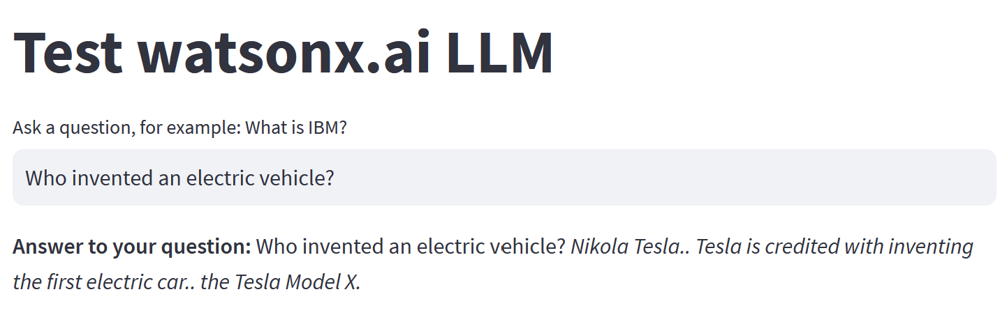 Test watsonx.ai LLM
Ask a question, for example: What is IBM?
Who invented an electric vehicle?
Answer to your question: Who invented an electric vehicle? Nikola Tesla.. Tesla is credited with inventing
the first electric car.. the Tesla Model X.